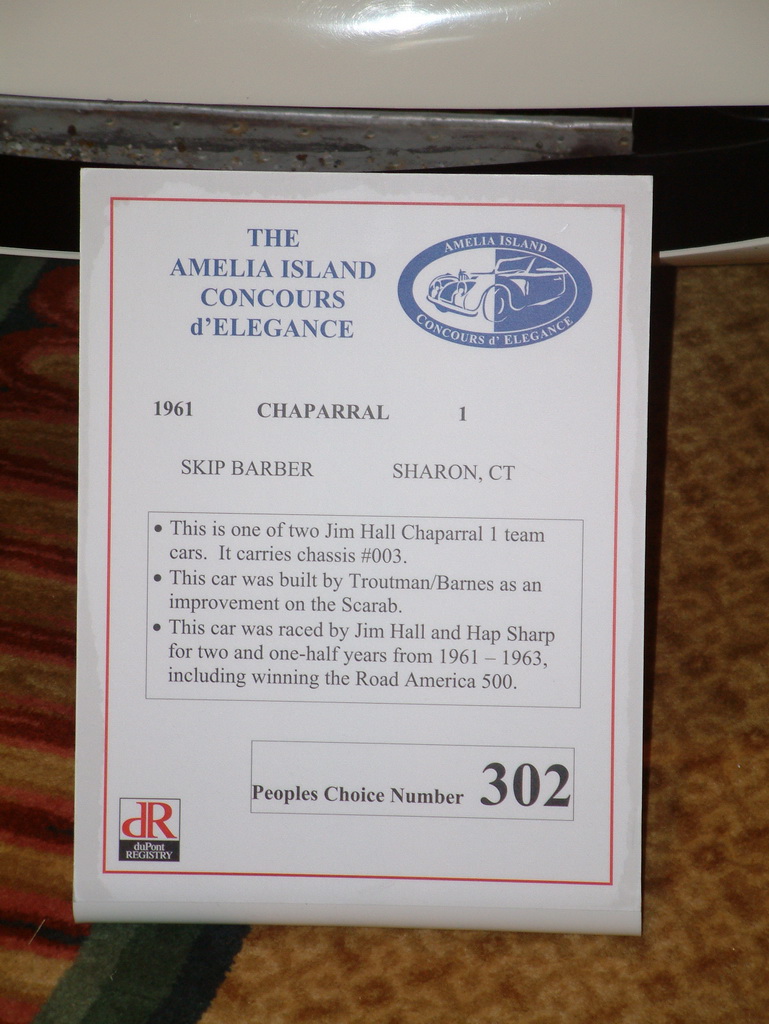 THE
AMELIA ISLAND
CONCOURS
d'ELEGANCE
AMELIA ISLAND
CONCOURS d' ELEGANCE
1961 CHAPARRAL 1
SKIP BARBER SHARON, CT
• This is one of two Jim Hall Chaparral 1 team
cars. It carries chassis #003.
• This car was built by Troutman/Barnes as an
improvement on the Scarab.
• This car was raced by Jim Hall and Hap Sharp
for two and one-half years from 1961 – 1963,
including winning the Road America 500.
Peoples Choice Number 302
dR
duPont
REGISTRY